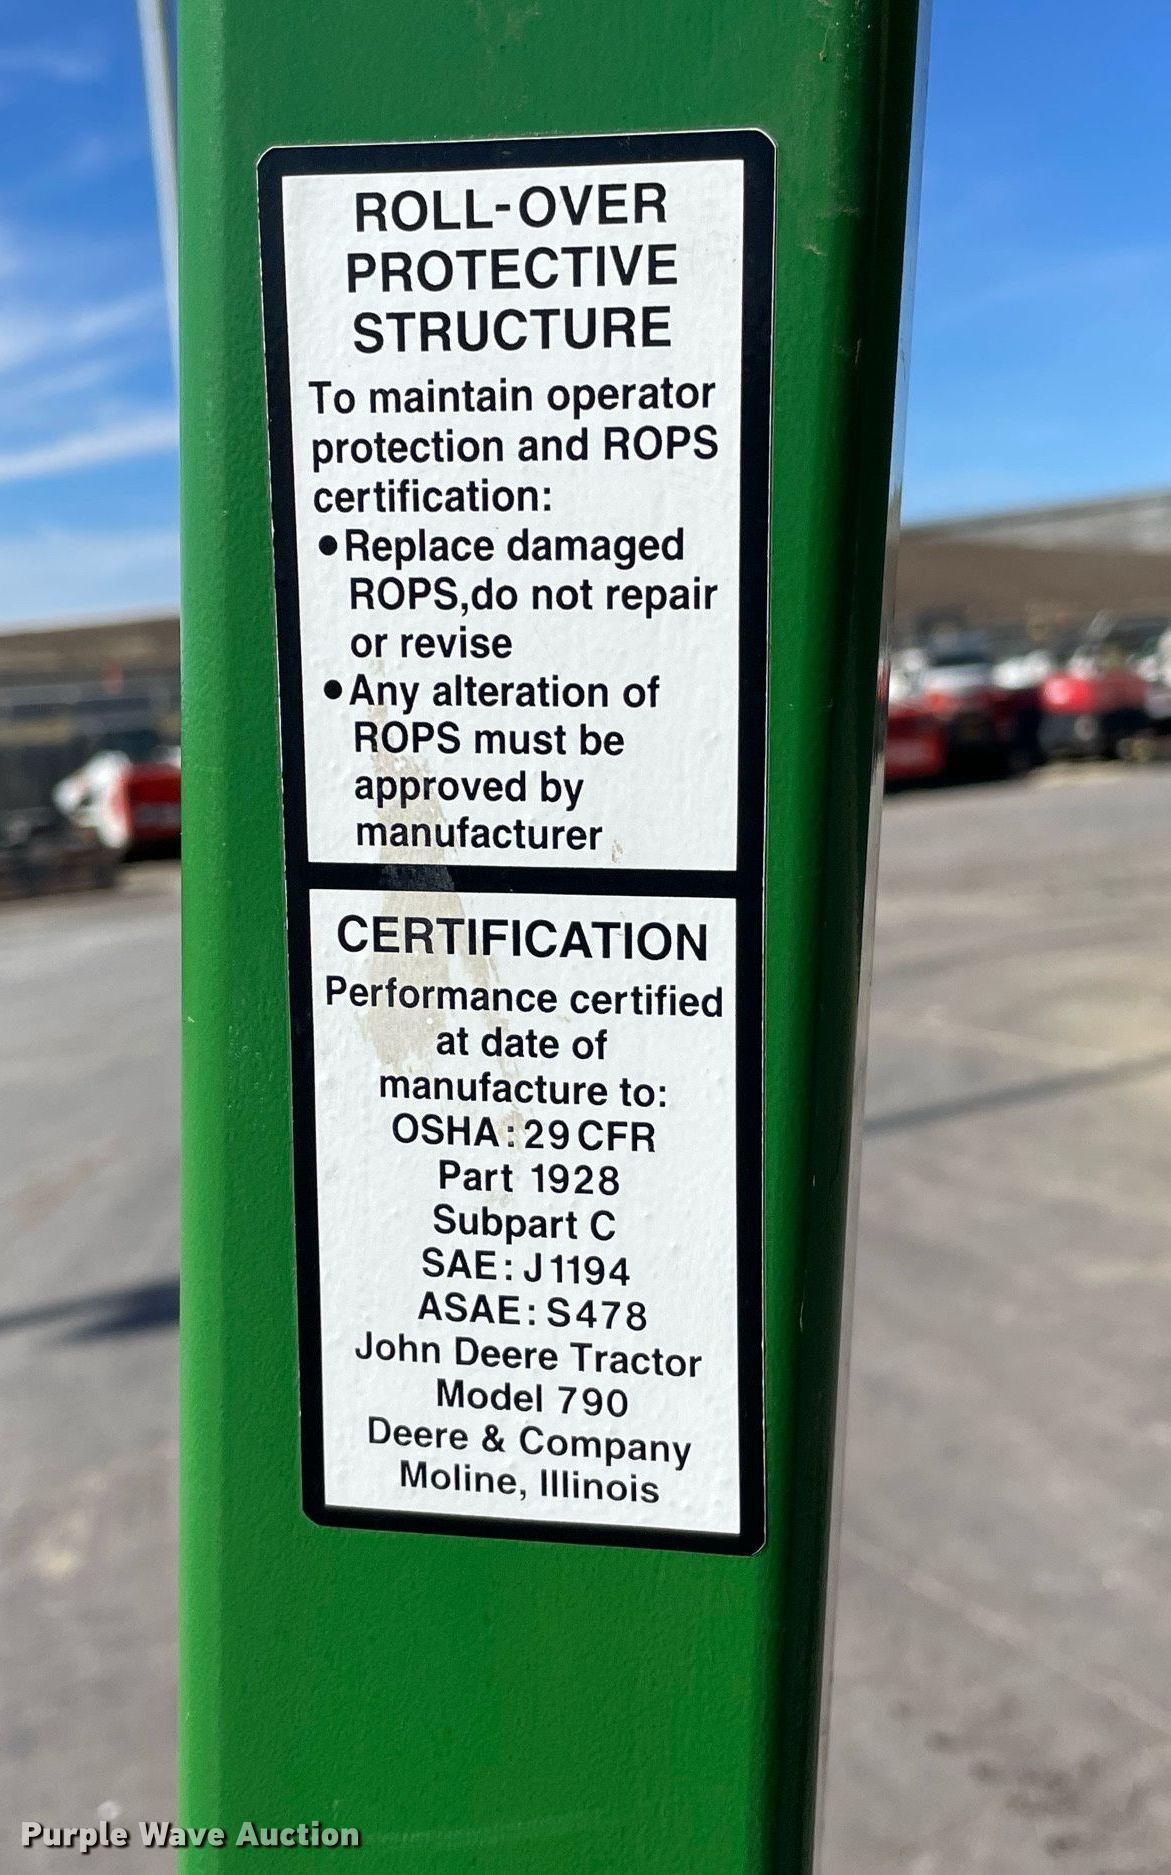 ROLL-OVER
PROTECTIVE
STRUCTURE
To maintain operator
protection and ROPS
certification:
●Replace damaged
ROPS,do not repair
or revise
●Any alteration of
ROPS must be
approved by
manufacturer
CERTIFICATION
Performance certified
at date of
manufacture to:
OSHA:29 CFR
Part 1928
Subpart C
SAE: J1194
ASAE: S478
John Deere Tractor
Model 790
Deere & Company
Moline, Illinois
Purple Wave Auction